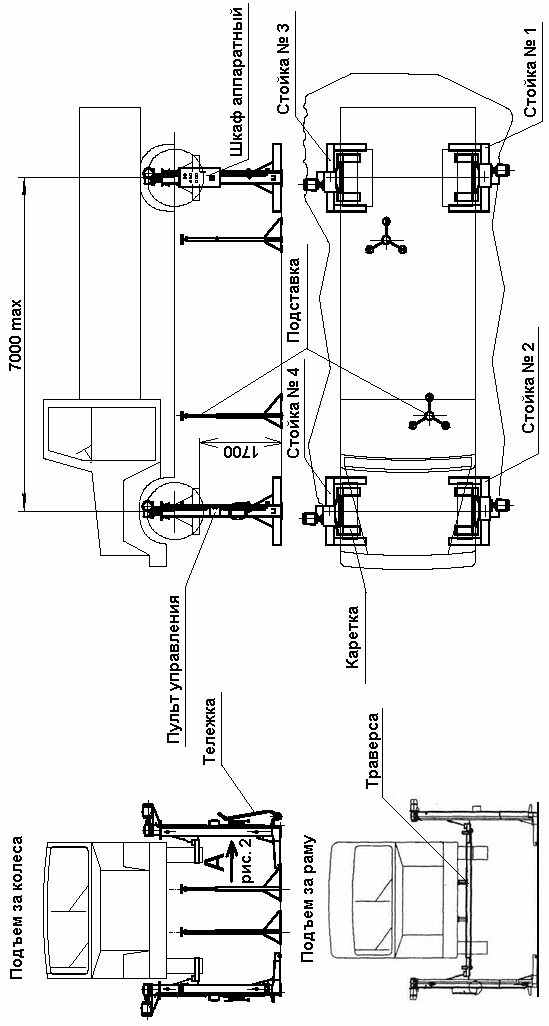 Подъем за колеса
Тележка
Пульт управления
7000 max
Шкаф аппаратный
1700
А
рис. 2
Подъем за раму
Траверса
Каретка
Подставка
Стойка № 4
Стойка № 3
Стойка № 2
Стойка № 1